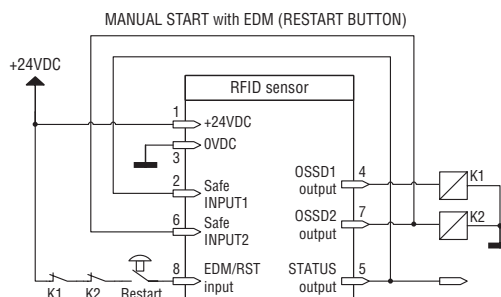 MANUAL START with EDM (RESTART BUTTON)
+24VDC
RFID sensor
1
+24VDC
0VDC
3
2
Safe
INPUT1
6
Safe
INPUT2
8
EDM/RST
input
OSSD1
output
4
K1
OSSD2
output
7
K2
STATUS
output
5
K1
K2
Restart